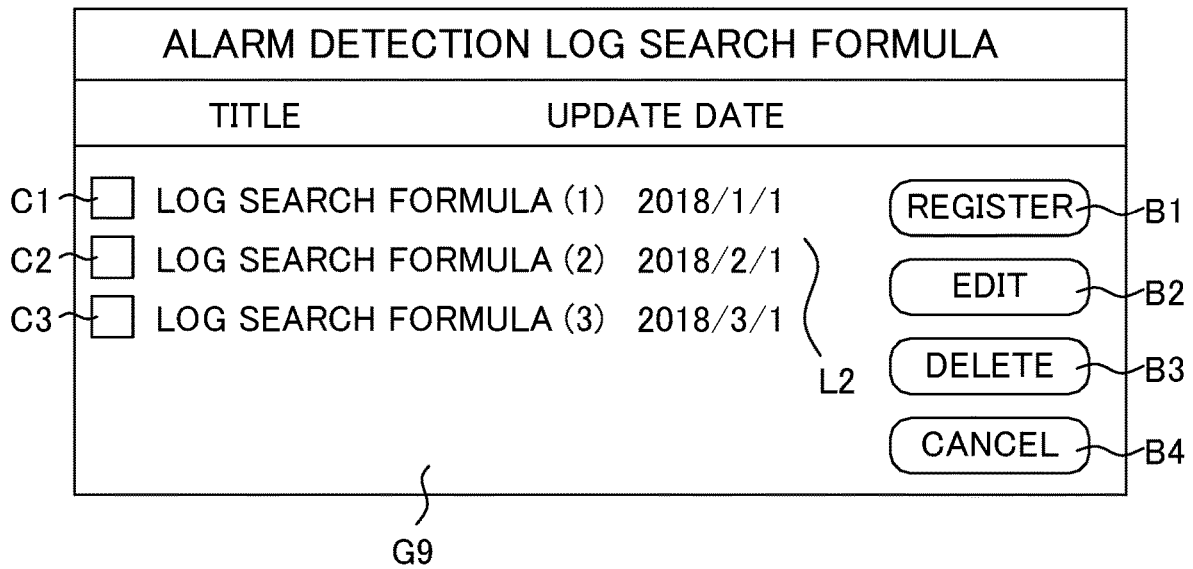 ALARM DETECTION LOG SEARCH FORMULA
TITLE UPDATE DATE
C1 LOG SEARCH FORMULA (1) 2018/1/1 REGISTER B1
C2 LOG SEARCH FORMULA (2) 2018/2/1 EDIT B2
C3 LOG SEARCH FORMULA (3) 2018/3/1
L2 DELETE B3
CANCEL B4
G9